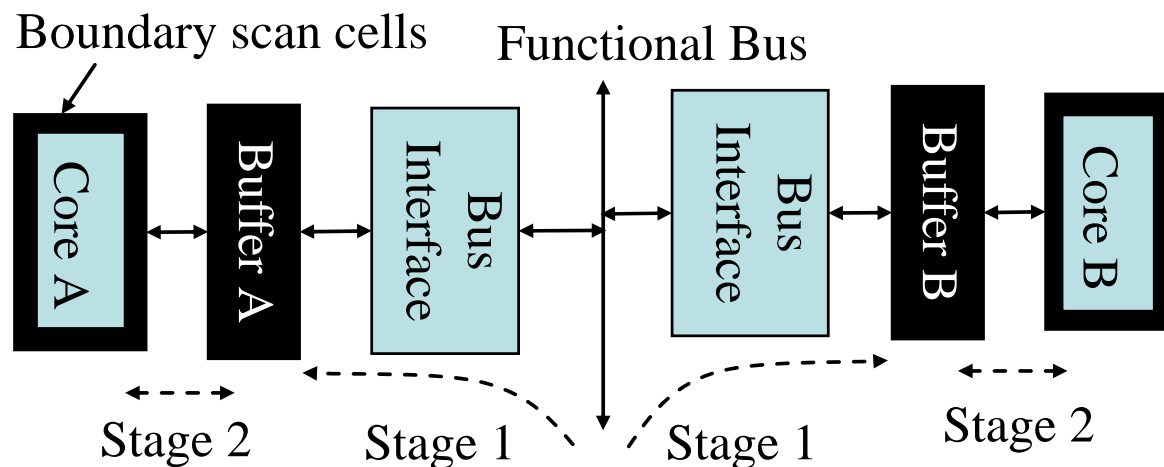 Boundary scan cells
Functional Bus
Core A
Buffer A
Bus
Interface
Bus
Interface
Buffer B
Core B
Stage 2
Stage 1
Stage 1
Stage 2